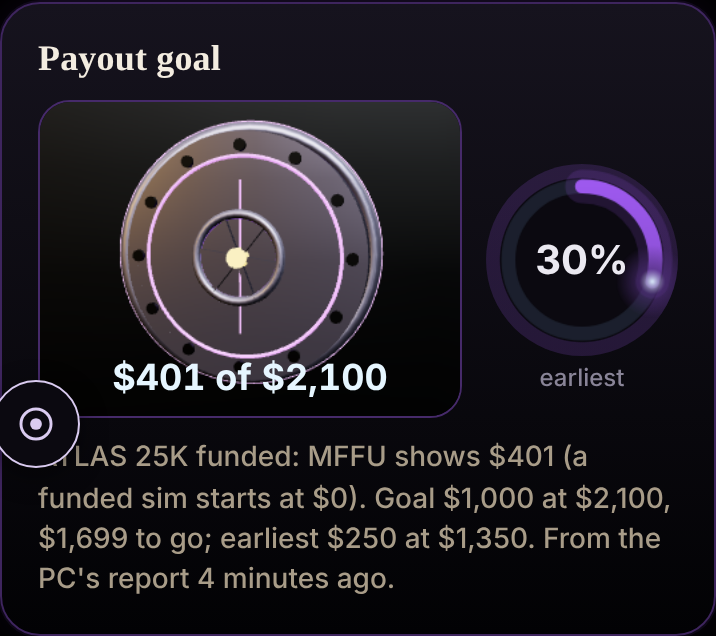 Payout goal
$401 of $2,100
30%
earliest
25K funded: MFFU shows $401 (a
funded sim starts at $0). Goal $1,000 at $2,100,
$1,699 to go; earliest $250 at $1,350. From the
PC's report 4 minutes ago.